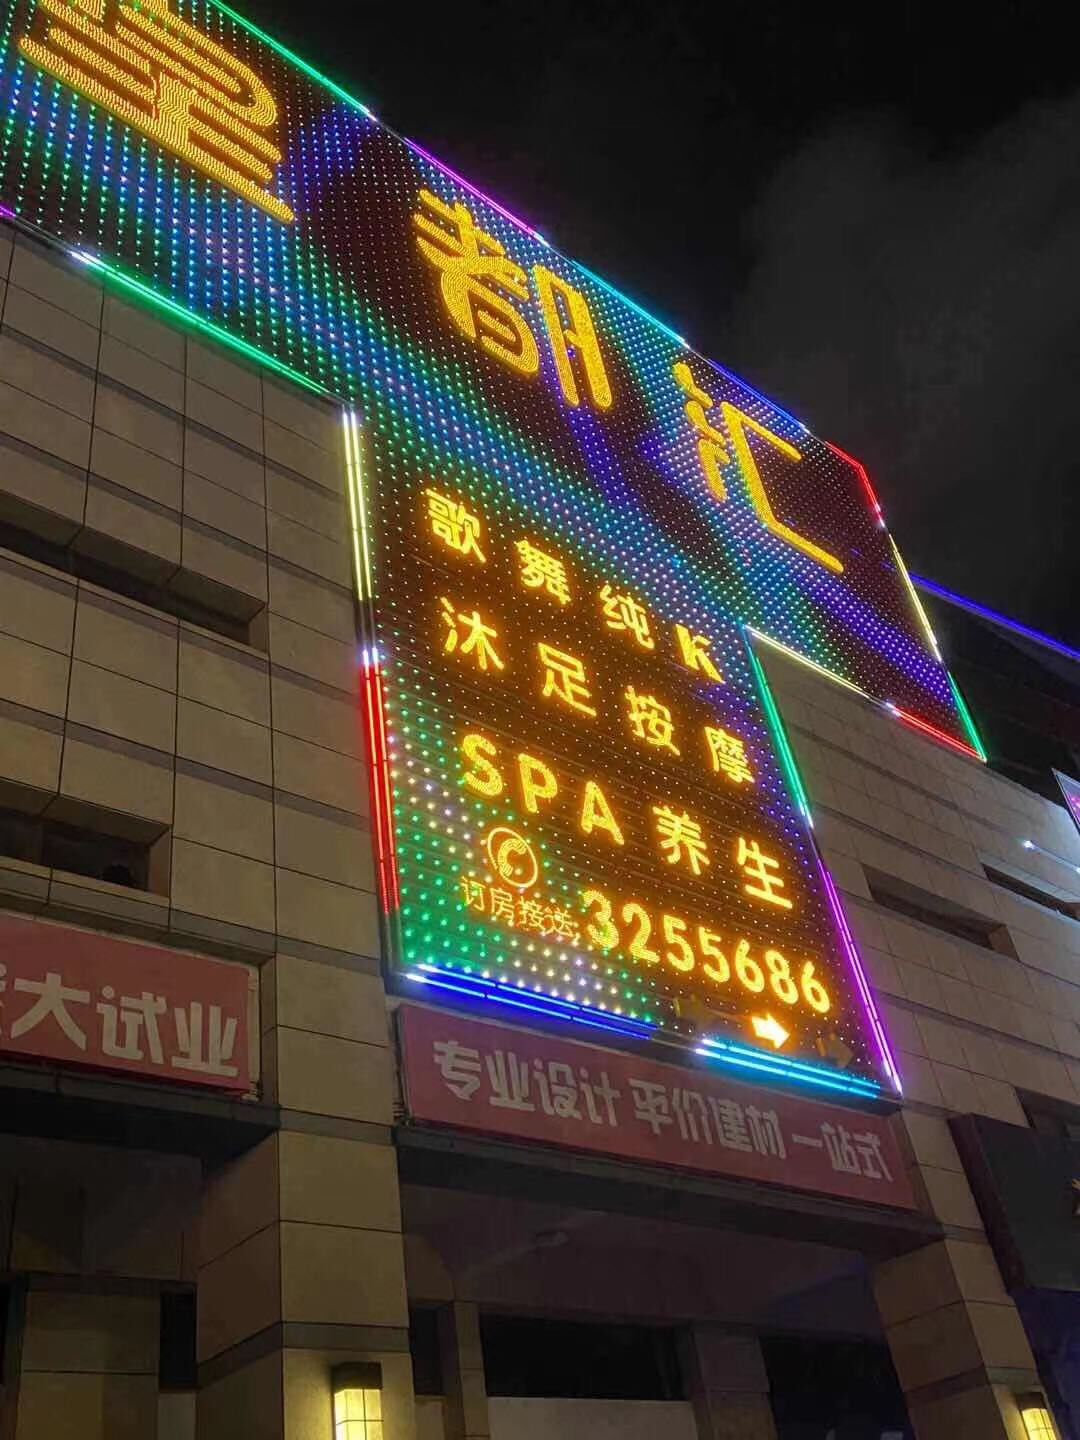 皇都汇
歌舞纯K
沐足按摩
SPA养生
订房接送 3255686
大试业
专业设计 平价建材 一站式